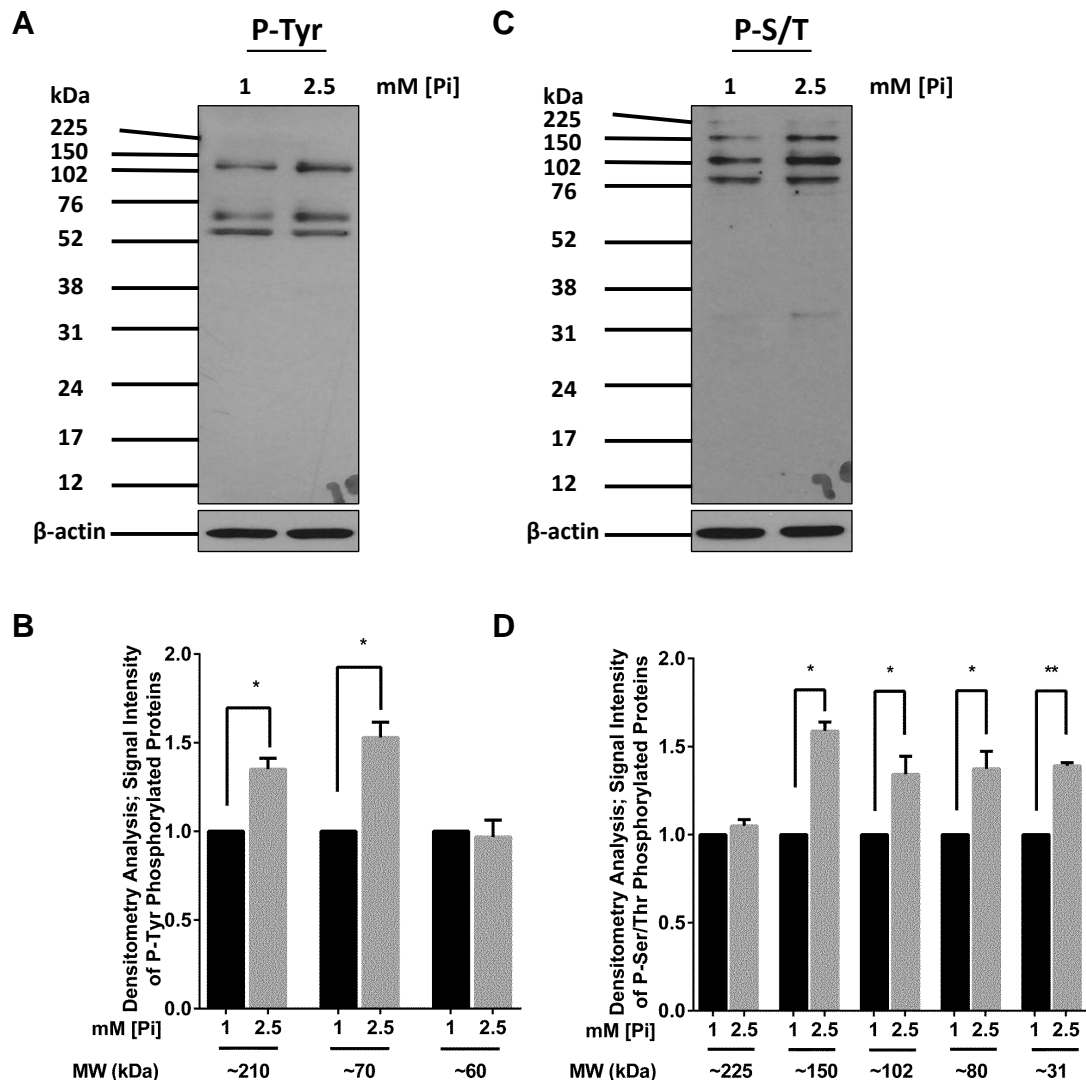 A
P-Tyr
1 2.5 mM [Pi]
kDa
225
150
102
76
52
38
31
24
17
12
β-actin
C
P-S/T
1 2.5 mM [Pi]
kDa
225
150
102
76
52
38
31
24
17
12
β-actin
B
Densitometry Analysis; Signal Intensity
of P-Tyr Phosphorylated Proteins
2.0
1.5
1.0
0.5
0.0
* *
mM [Pi] 1 2.5 1 2.5 1 2.5
MW (kDa) ~210 ~70 ~60
D
Densitometry Analysis; Signal Intensity
of P-Ser/Thr Phosphorylated Proteins
2.0
1.5
1.0
0.5
0.0
* * * **
mM [Pi] 1 2.5 1 2.5 1 2.5 1 2.5 1 2.5
MW (kDa) ~225 ~150 ~102 ~80 ~31